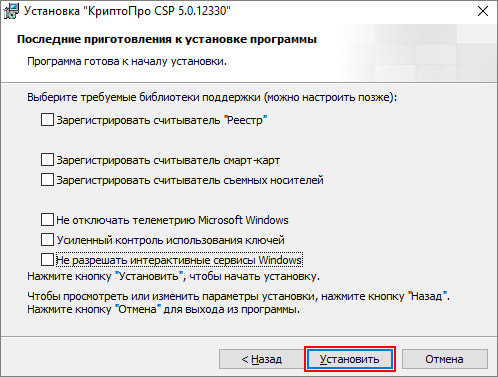 Установка "КриптоПро CSP 5.0.12330"
Последние приготовления к установке программы
Программа готова к началу установки.
Выберите требуемые библиотеки поддержки (можно настроить позже):
Зарегистрировать считыватель "Реестр"
Зарегистрировать считыватель смарт-карт
Зарегистрировать считыватель съемных носителей
Не отключать телеметрию Microsoft Windows
Усиленный контроль использования ключей
Не разрешать интерактивные сервисы Windows
Нажмите кнопку "Установить", чтобы начать установку.
Чтобы просмотреть или изменить параметры установки, нажмите кнопку "Назад".
Нажмите кнопку "Отмена" для выхода из программы.
< Назад Установить Отмена